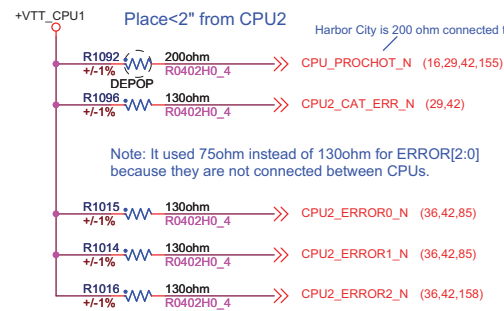 +VTT_CPU1
Place<2" from CPU2
Harbor City is 200 ohm connected
R1092 200ohm CPU_PROCHOT_N (16,29,42,155)
+/-1% R0402H0_4
DEPOP
R1096 130ohm CPU2_CAT_ERR_N (29,42)
+/-1% R0402H0_4
Note: It used 75ohm instead of 130ohm for ERROR[2:0]
because they are not connected between CPUs.
R1015 130ohm CPU2_ERROR0_N (36,42,85)
+/-1% R0402H0_4
R1014 130ohm CPU2_ERROR1_N (36,42,85)
+/-1% R0402H0_4
R1016 130ohm CPU2_ERROR2_N (36,42,158)
+/-1% R0402H0_4